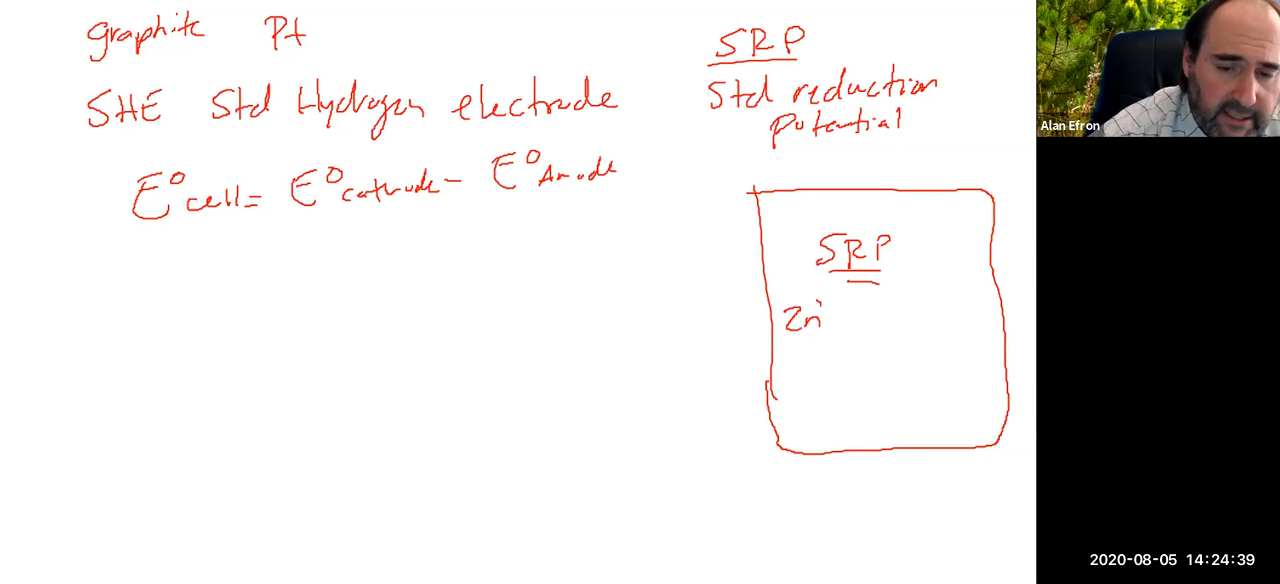 graphite Pt
SHE Std Hydrogen electrode
E° cell = E° cathode - E° Anode
SRP
Std reduction
potential
SRP
Zn
Alan Efron
2020-08-05 14:24:39